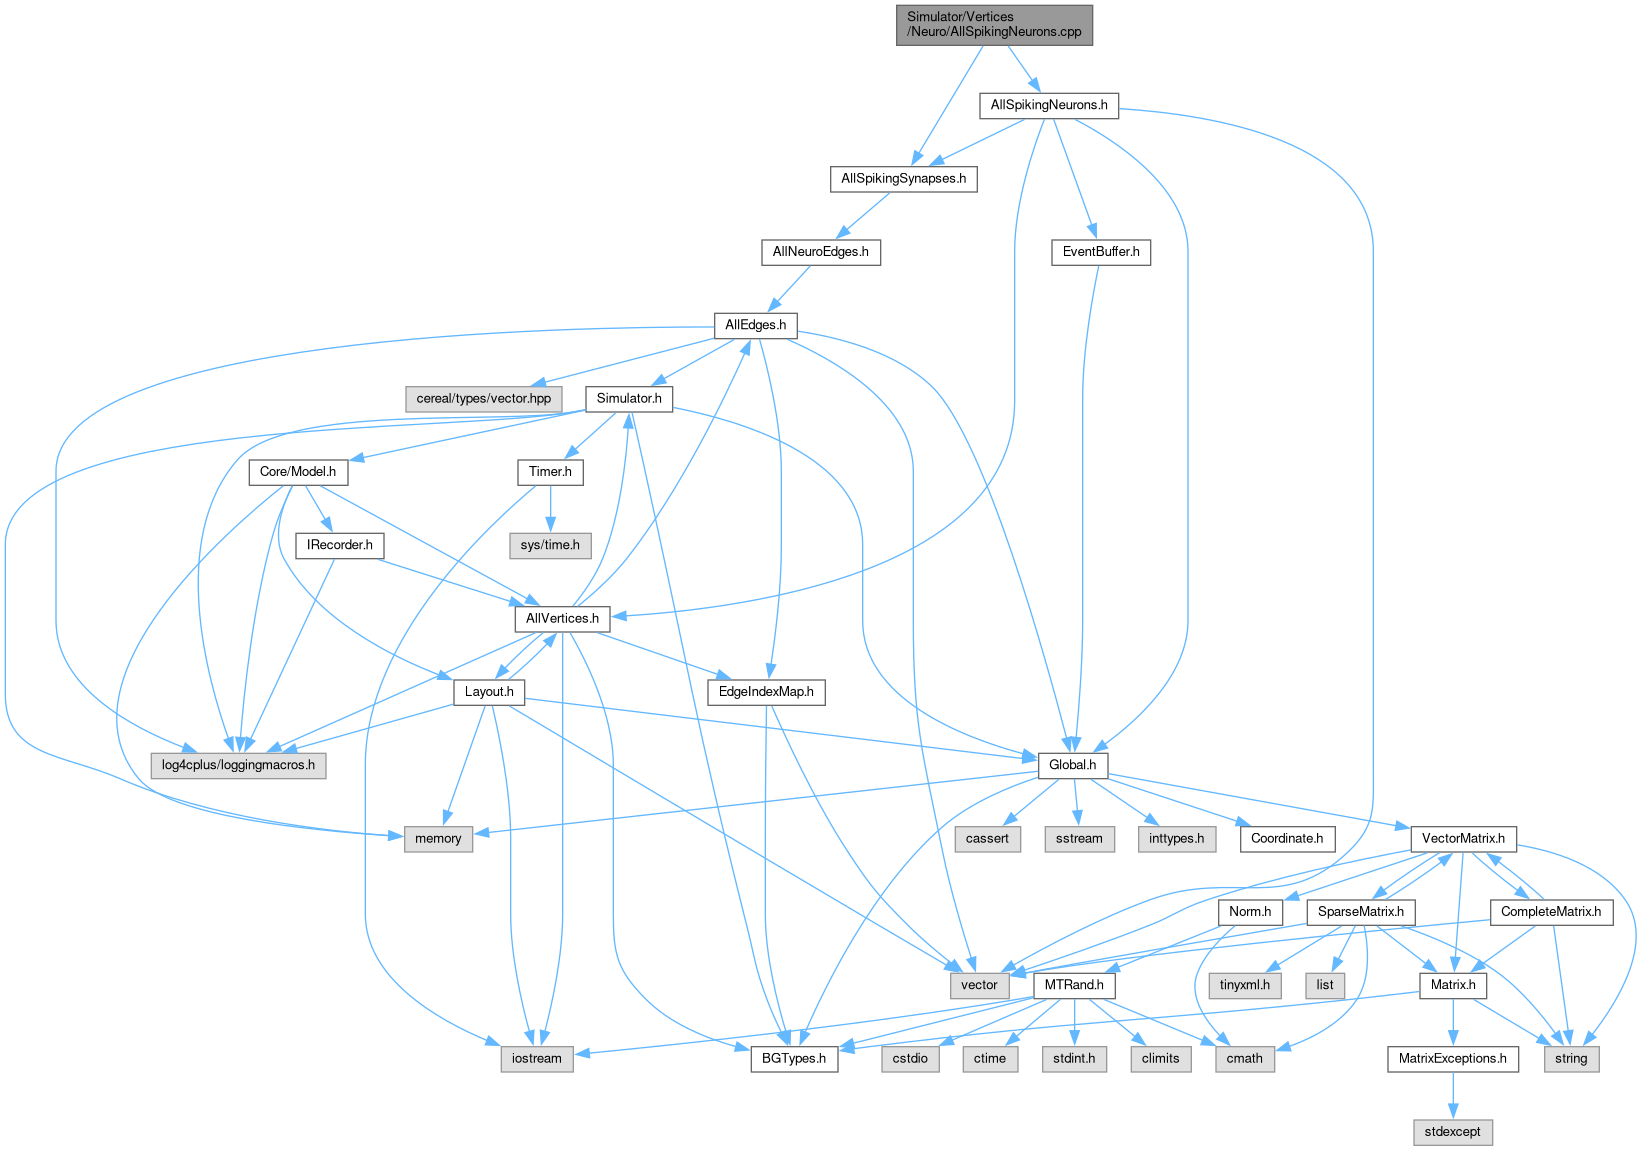 Simulator/Vertices
/Neuro/AllSpikingNeurons.cpp
AllSpikingNeurons.h
AllSpikingSynapses.h
AllNeuroEdges.h
EventBuffer.h
AllEdges.h
cereal/types/vector.hpp
Simulator.h
Core/Model.h
Timer.h
IRecorder.h
sys/time.h
AllVertices.h
Layout.h
EdgeIndexMap.h
log4cplus/loggingmacros.h
Global.h
memory
cassert
sstream
inttypes.h
Coordinate.h
VectorMatrix.h
Norm.h
SparseMatrix.h
CompleteMatrix.h
vector
MTRand.h
tinyxml.h
list
Matrix.h
iostream
BGTypes.h
cstdio
ctime
stdint.h
climits
cmath
MatrixExceptions.h
string
stdexcept